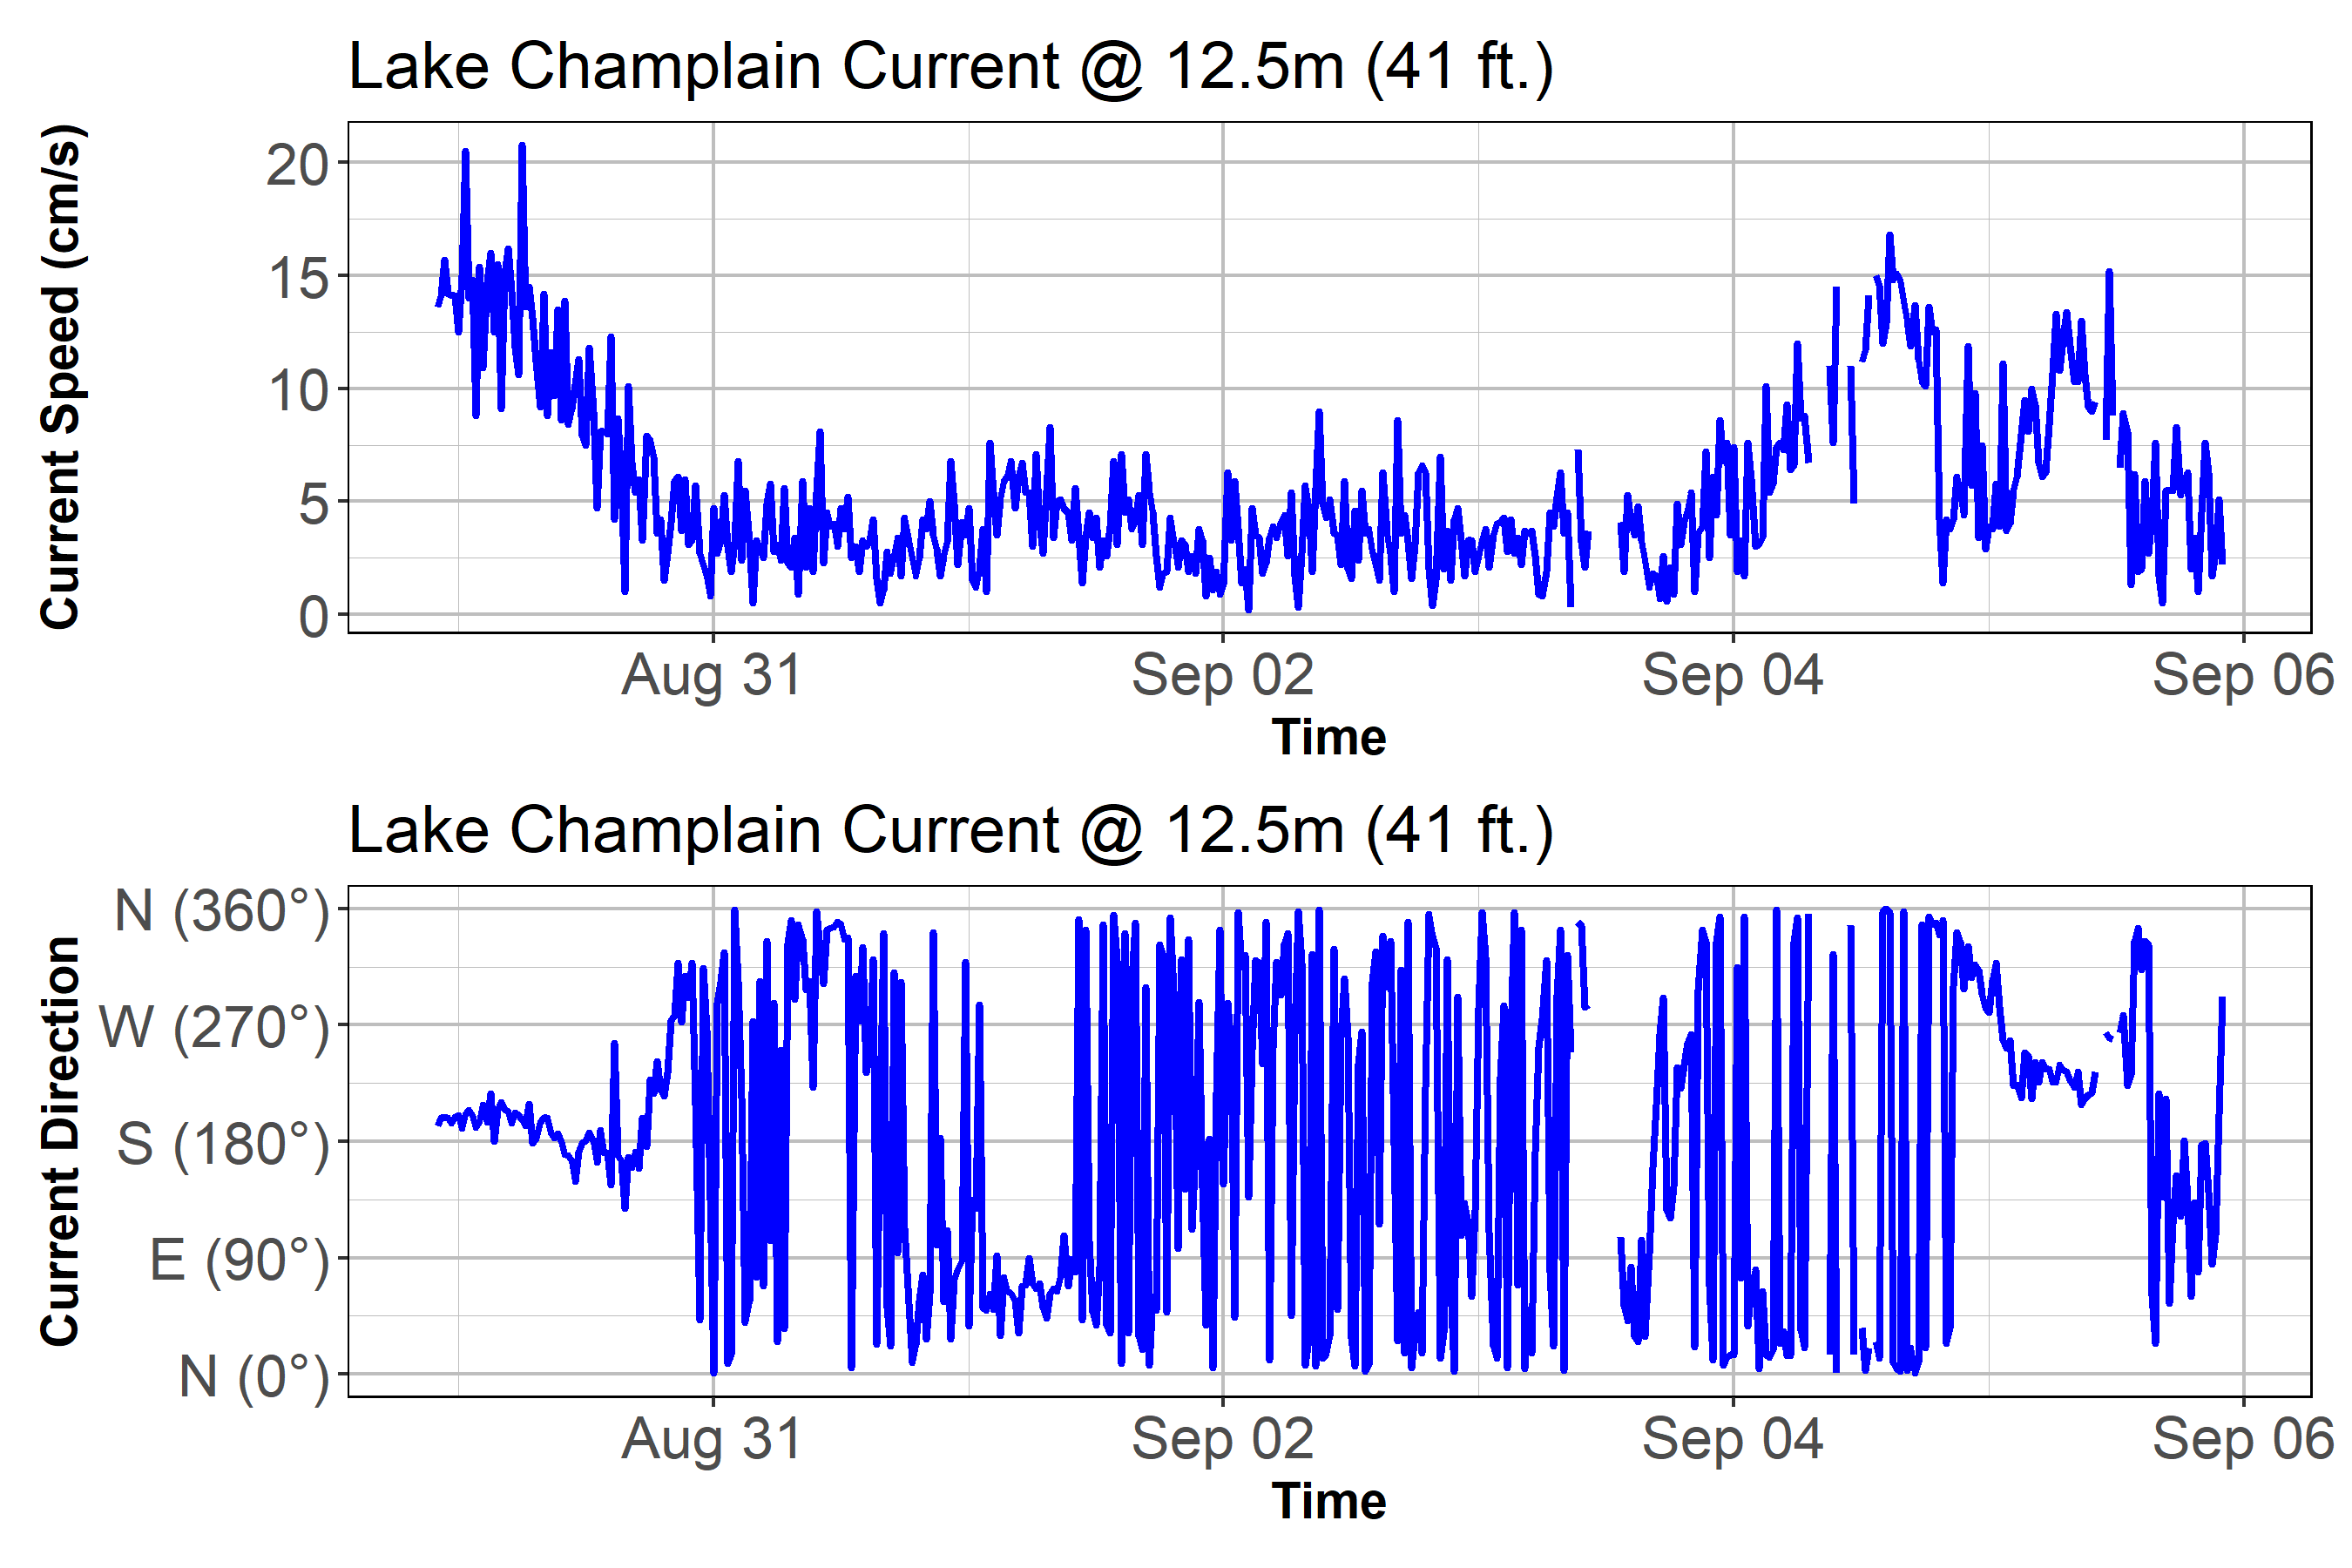 Lake Champlain Current @ 12.5m (41 ft.)
Current Speed (cm/s)
20
15
10
5
0
Aug 31 Sep 02 Sep 04 Sep 06
Time
Lake Champlain Current @ 12.5m (41 ft.)
Current Direction
N (360°)
W (270°)
S (180°)
E (90°)
N (0°)
Aug 31 Sep 02 Sep 04 Sep 06
Time